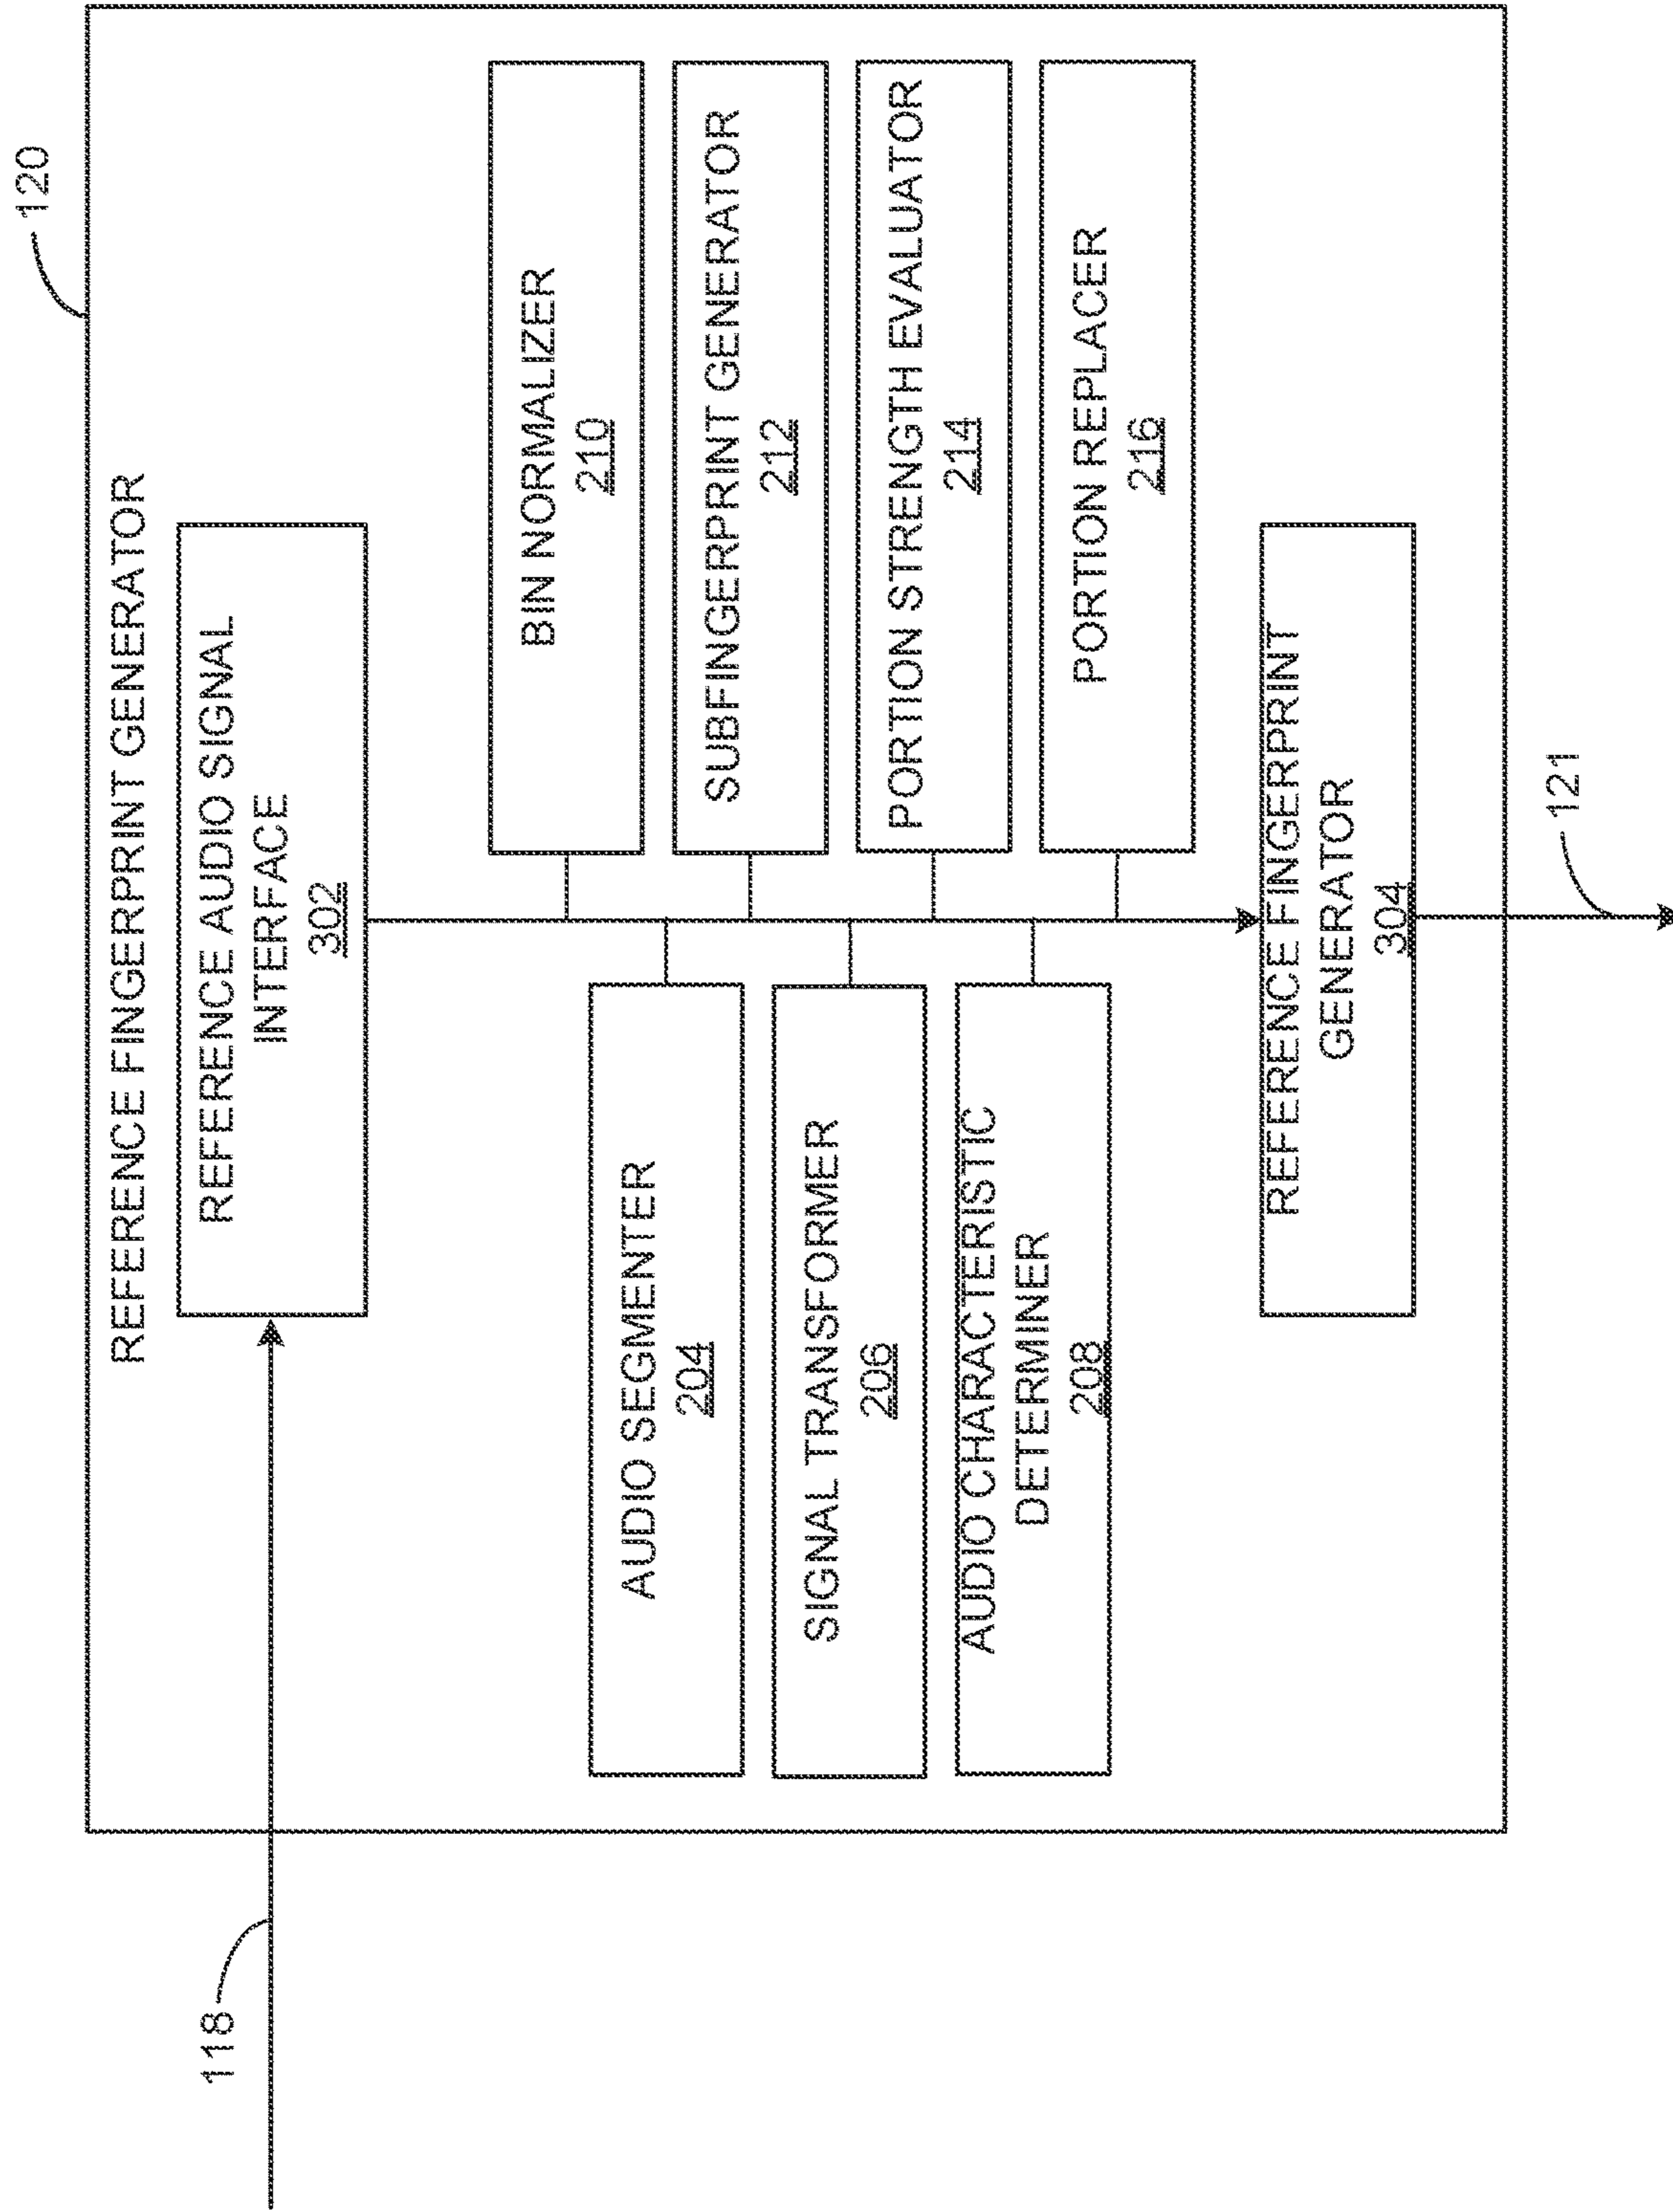 120
REFERENCE FINGERPRINT GENERATOR
118
REFERENCE AUDIO SIGNAL
INTERFACE
302
AUDIO SEGMENTER
204
SIGNAL TRANSFORMER
206
AUDIO CHARACTERISTIC
DETERMINER
208
BIN NORMALIZER
210
SUBFINGERPRINT GENERATOR
212
PORTION STRENGTH EVALUATOR
214
PORTION REPLACER
216
REFERENCE FINGERPRINT
GENERATOR
304
121